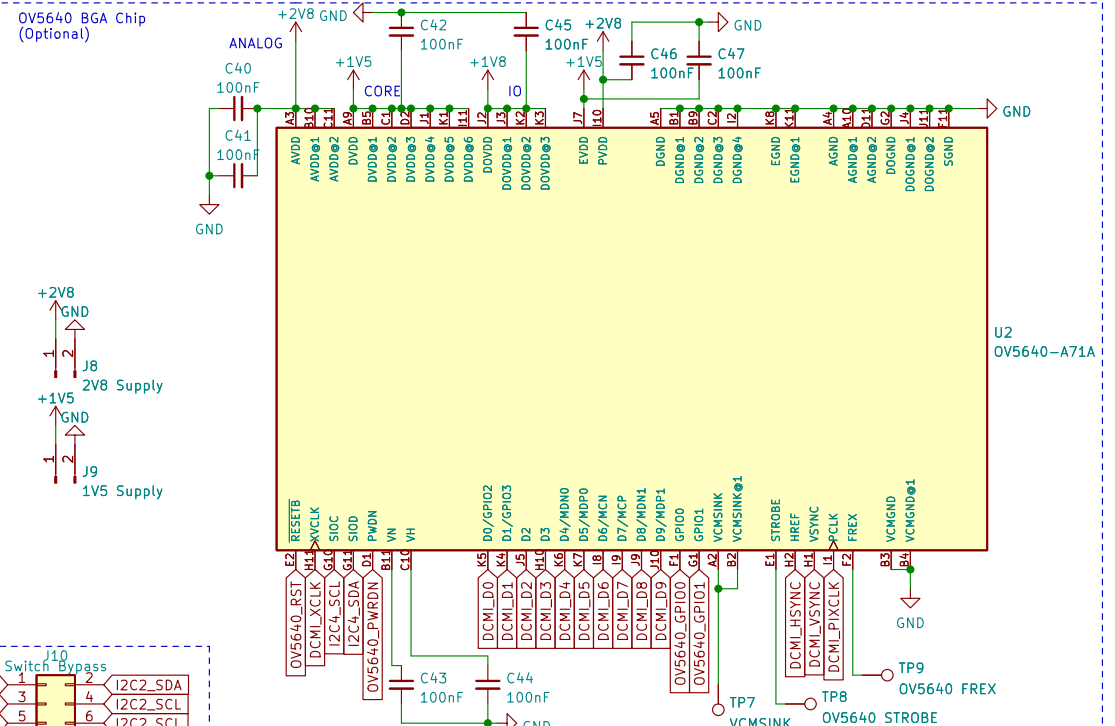 OV5640 BGA Chip
(Optional)
+2V8
GND
C42
100nF
C45
100nF
+2V8
GND
ANALOG
C46
100nF
C47
100nF
+1V5
+1V8
+1V5
CORE
IO
C40
100nF
C41
100nF
GND
GND
A3 B10 C11 A9 B5 C1 D2 J1 K1 I11 J2 J3 K2 K3 J7 I10 A5 B1 B9 C2 I2 K8 K11 A4 A10 D11 G2 J4 J11 F11
AVDD
AVDD@1
AVDD@2
DVDD
DVDD@1
DVDD@2
DVDD@3
DVDD@4
DVDD@5
DVDD@6
DOVDD
DOVDD@1
DOVDD@2
DOVDD@3
EVDD
PVDD
DGND
DGND@1
DGND@2
DGND@3
DGND@4
EGND
EGND@1
AGND
AGND@1
AGND@2
DOGND
DOGND@1
DOGND@2
SGND
U2
OV5640-A71A
+2V8
GND
1 2
J8
2V8 Supply
+1V5
GND
1 2
J9
1V5 Supply
RESETB
XVCLK
SIOC
SIOD
PWDN
VN
VH
D0/GPIO2
D1/GPIO3
D2
D3
D4/MDN0
D5/MDP0
D6/MCN
D7/MCP
D8/MDN1
D9/MDP1
GPIO0
GPIO1
VCMSINK
VCMSINK@1
STROBE
HREF
VSYNC
PCLK
FREX
VCMGND
VCMGND@1
E2 H11 G10 G11 D1 B11 C10 K5 K4 J5 H10 K6 K7 I8 I9 J9 J10 F1 G1 A2 B2 E1 H2 H1 I1 F2 B3 B4
OV5640_RST
DCMI_XCLK
I2C4_SCL
I2C4_SDA
OV5640_PWRDN
DCMI_D0
DCMI_D1
DCMI_D2
DCMI_D3
DCMI_D4
DCMI_D5
DCMI_D6
DCMI_D7
DCMI_D8
DCMI_D9
OV5640_GPIO0
OV5640_GPIO1
DCMI_HSYNC
DCMI_VSYNC
DCMI_PIXCLK
GND
C43
100nF
C44
100nF
GND
TP7
VCMSINK
TP8
OV5640 STROBE
TP9
OV5640 FREX
J10
Switch Bypass
1 2 I2C2_SDA
3 4 I2C2_SCL
5 6 I2C2_SCL